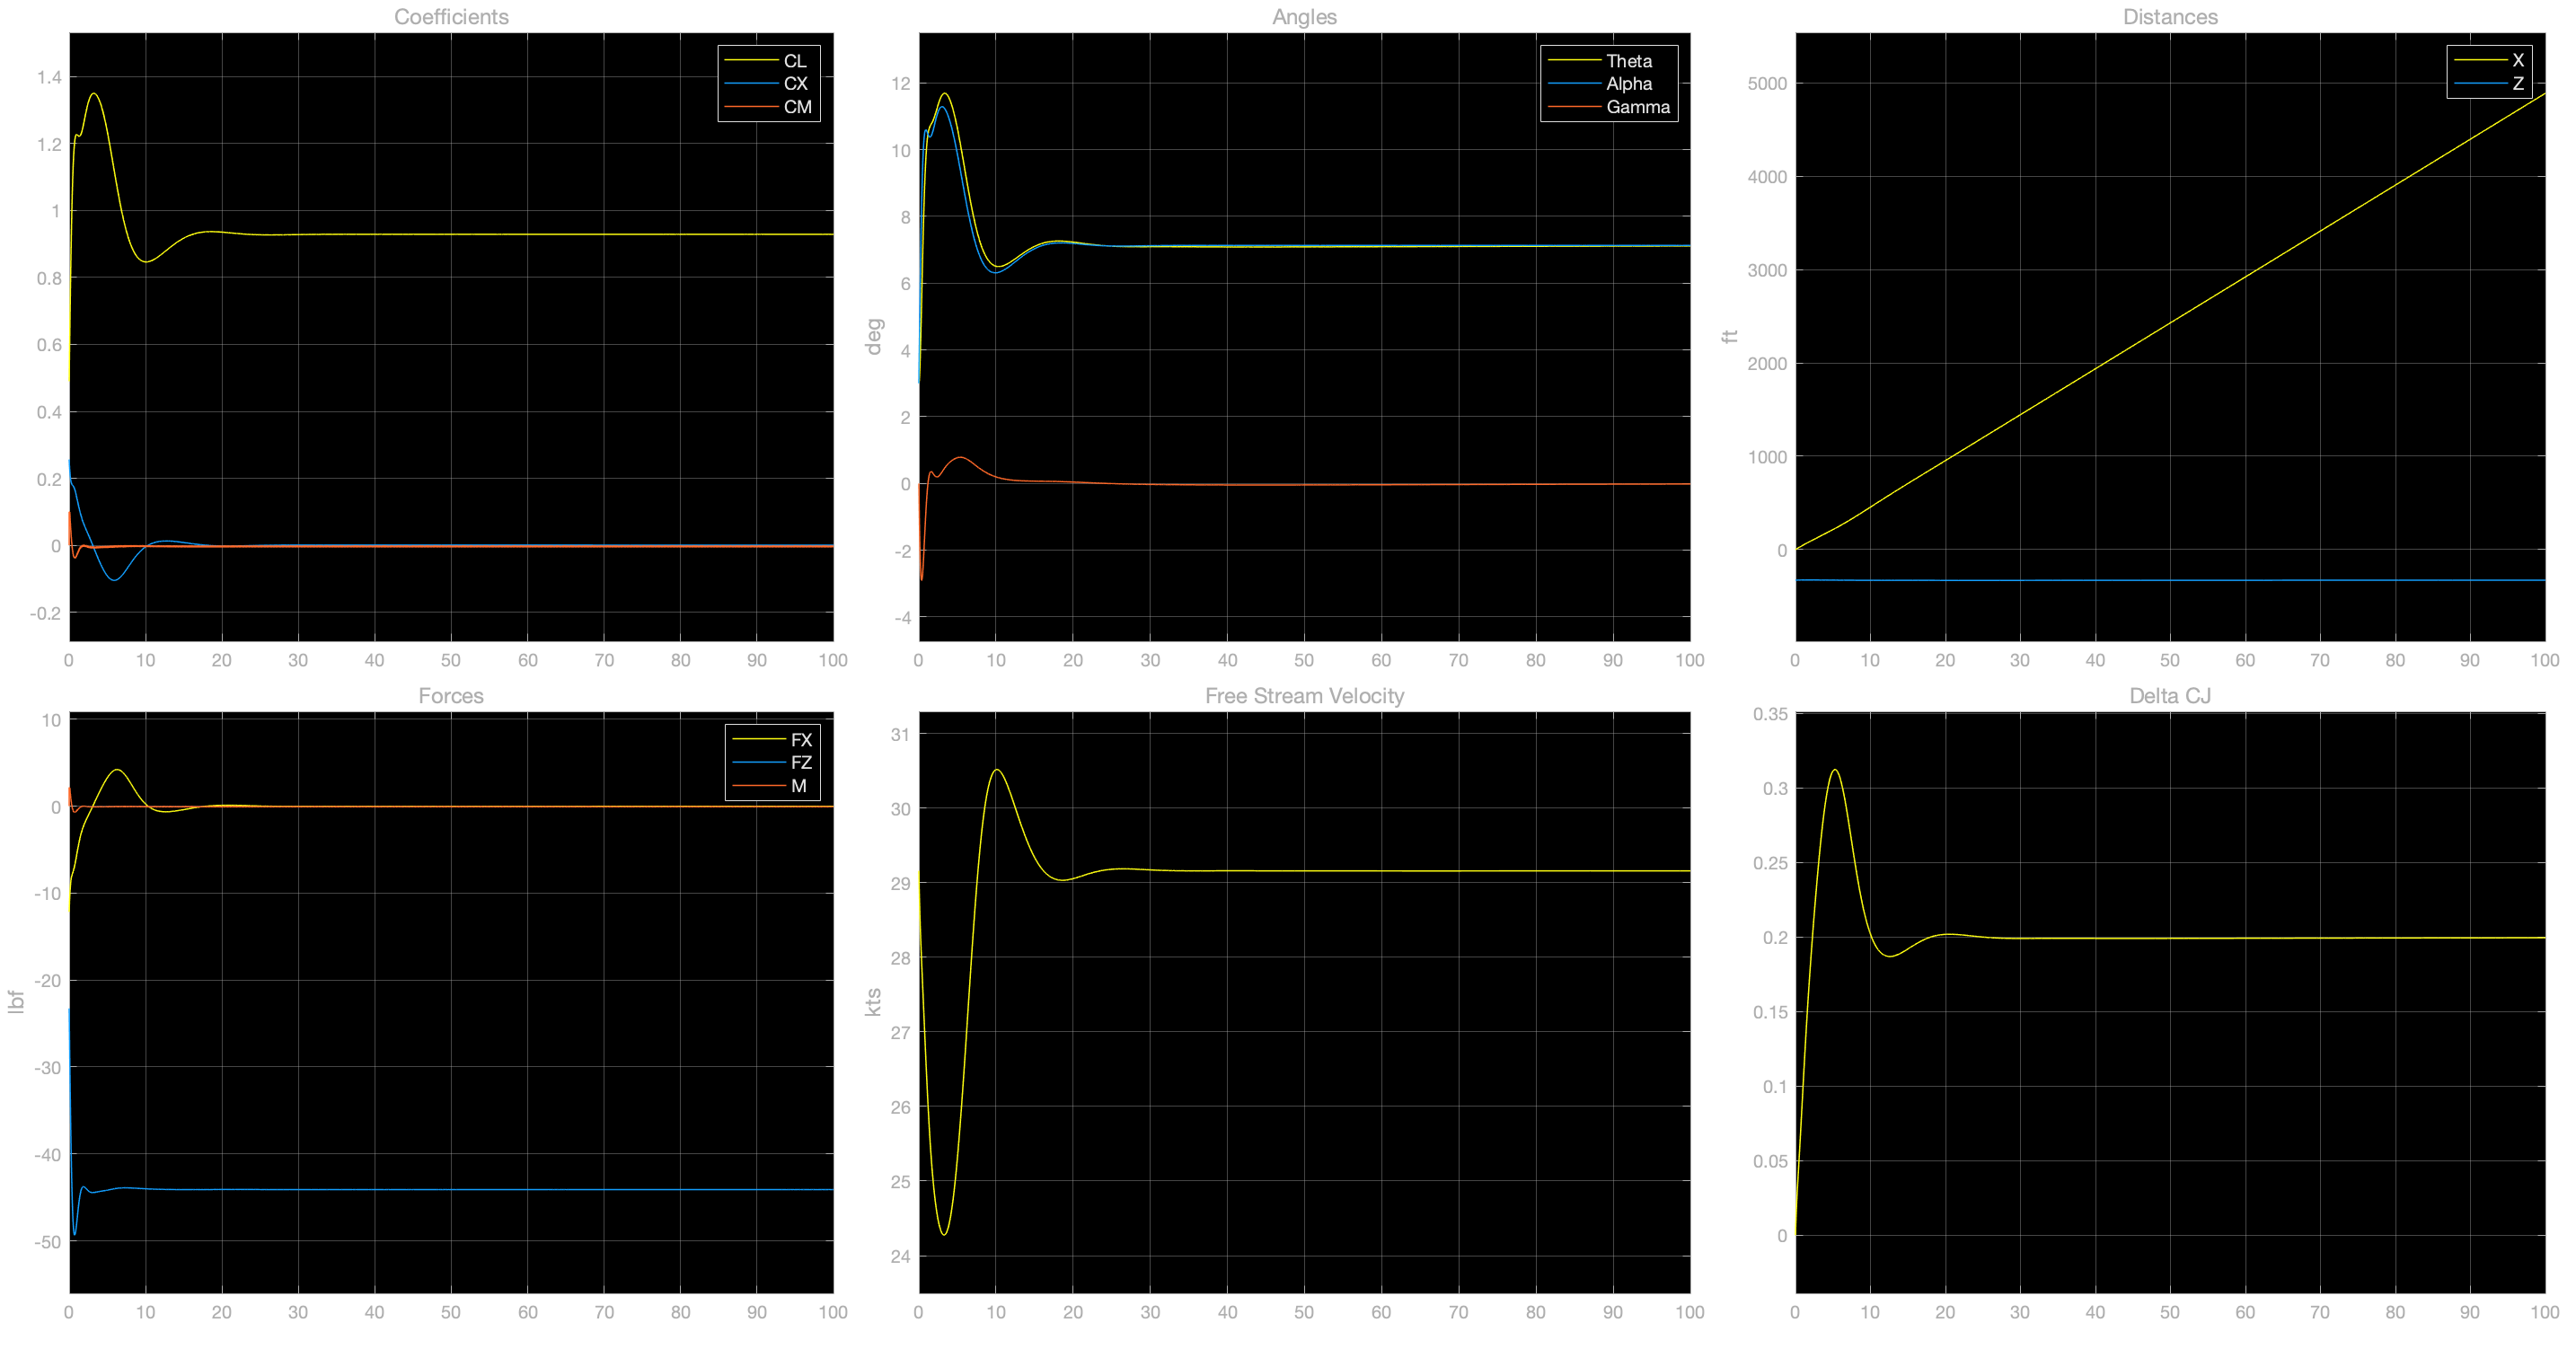 Coefficients
1.4
1.2
1
0.8
0.6
0.4
0.2
0
-0.2
CL
CX
CM
0 10 20 30 40 50 60 70 80 90 100
Angles
deg
12
10
8
6
4
2
0
-2
-4
Theta
Alpha
Gamma
0 10 20 30 40 50 60 70 80 90 100
Distances
ft
5000
4000
3000
2000
1000
0
X
Z
0 10 20 30 40 50 60 70 80 90 100
Forces
lbf
10
0
-10
-20
-30
-40
-50
FX
FZ
M
0 10 20 30 40 50 60 70 80 90 100
Free Stream Velocity
kts
31
30
29
28
27
26
25
24
0 10 20 30 40 50 60 70 80 90 100
Delta CJ
0.35
0.3
0.25
0.2
0.15
0.1
0.05
0
0 10 20 30 40 50 60 70 80 90 100